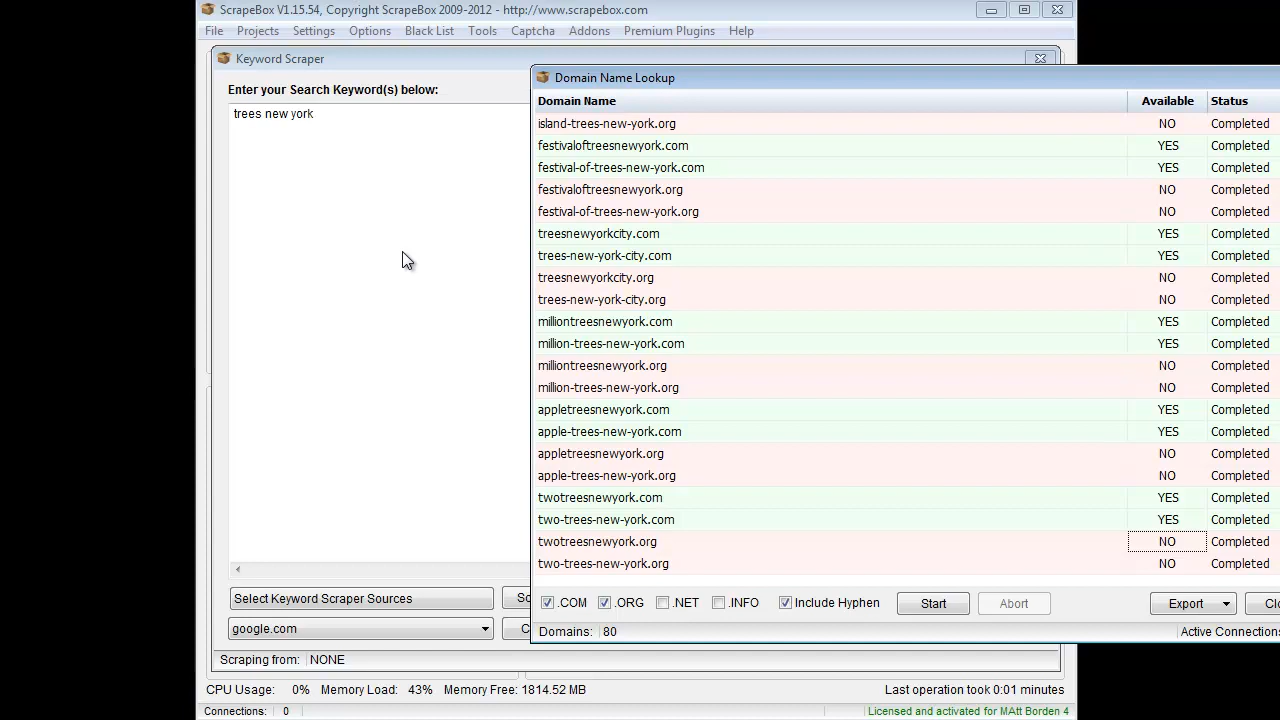 ScrapeBox V1.15.54, Copyright ScrapeBox 2009-2012 - http://www.scrapebox.com
File Projects Settings Options Black List Tools Captcha Addons Premium Plugins Help
Keyword Scraper
Enter your Search Keyword(s) below:
trees new york
Domain Name Lookup
Domain Name Available Status
island-trees-new-york.org NO Completed
festivaloftreesnewyork.com YES Completed
festival-of-trees-new-york.com YES Completed
festivaloftreesnewyork.org NO Completed
festival-of-trees-new-york.org NO Completed
treesnewyorkcity.com YES Completed
trees-new-york-city.com YES Completed
treesnewyorkcity.org NO Completed
trees-new-york-city.org NO Completed
milliontreesnewyork.com YES Completed
million-trees-new-york.com YES Completed
milliontreesnewyork.org NO Completed
million-trees-new-york.org NO Completed
appletreesnewyork.com YES Completed
apple-trees-new-york.com YES Completed
appletreesnewyork.org NO Completed
apple-trees-new-york.org NO Completed
twotreesnewyork.com YES Completed
two-trees-new-york.com YES Completed
twotreesnewyork.org NO Completed
two-trees-new-york.org NO Completed
Select Keyword Scraper Sources
.COM .ORG .NET .INFO Include Hyphen Start Abort Export
google.com
Domains: 80
Scraping from: NONE
CPU Usage: 0% Memory Load: 43% Memory Free: 1814.52 MB Last operation took 0:01 minutes
Connections: 0 Licensed and activated for MAtt Borden 4